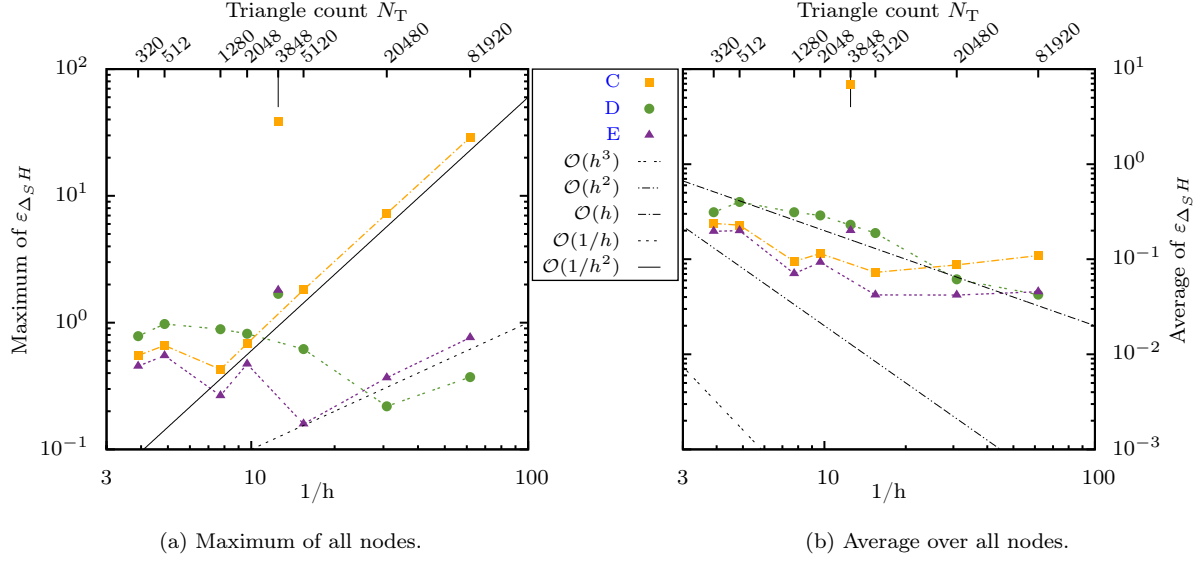 Triangle count N_T
320 512 1280 2048 3848 5120 20480 81920
10^2
10^1
10^0
10^{-1}
Maximum of ε_{Δ_S H}
3 10 100
1/h
(a) Maximum of all nodes.
C
D
E
𝒪(h^3)
𝒪(h^2)
𝒪(h)
𝒪(1/h)
𝒪(1/h^2)
Triangle count N_T
320 512 1280 2048 3848 5120 20480 81920
10^1
10^0
10^{-1}
10^{-2}
10^{-3}
Average of ε_{Δ_S H}
3 10 100
1/h
(b) Average over all nodes.